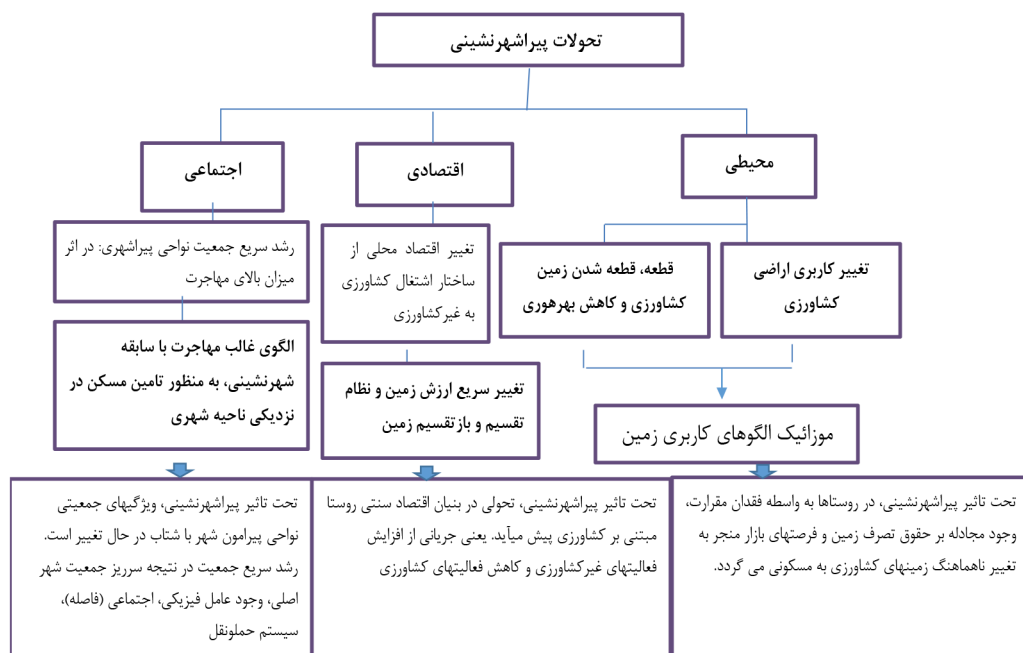 تحولات پیراشهرنشینی
محیطی
اقتصادی
اجتماعی
تغییر کاربری اراضی
کشاورزی
قطعه، قطعه شدن زمین
کشاورزی و کاهش بهرهوری
تغییر اقتصاد محلی از
ساختار اشتغال کشاورزی
به غیرکشاورزی
رشد سریع جمعیت نواحی پیراشهری: در اثر
میزان بالای مهاجرت
موزائیک الگوهای کاربری زمین
تغییر سریع ارزش زمین و نظام
تقسیم و بازتقسیم زمین
الگوی غالب مهاجرت با سابقه
شهرنشینی، به منظور تامین مسکن در
نزدیکی ناحیه شهری
تحت تاثیر پیراشهرنشینی، در روستاها به واسطه فقدان مقرارت،
وجود مجادله بر حقوق تصرف زمین و فرصتهای بازار منجر به
تغییر ناهماهنگ زمینهای کشاورزی به مسکونی می گردد.
تحت تاثیر پیراشهرنشینی، تحولی در بنیان اقتصاد سنتی روستا
مبتنی بر کشاورزی پیش میآید. یعنی جریانی از افزایش
فعالیتهای غیرکشاورزی و کاهش فعالیتهای کشاورزی
تحت تاثیر پیراشهرنشینی، ویژگیهای جمعیتی
نواحی پیرامون شهر با شتاب در حال تغییر است.
رشد سریع جمعیت در نتیجه سرریز جمعیت شهر
اصلی، وجود عامل فیزیکی، اجتماعی (فاصله)،
سیستم حملونقل